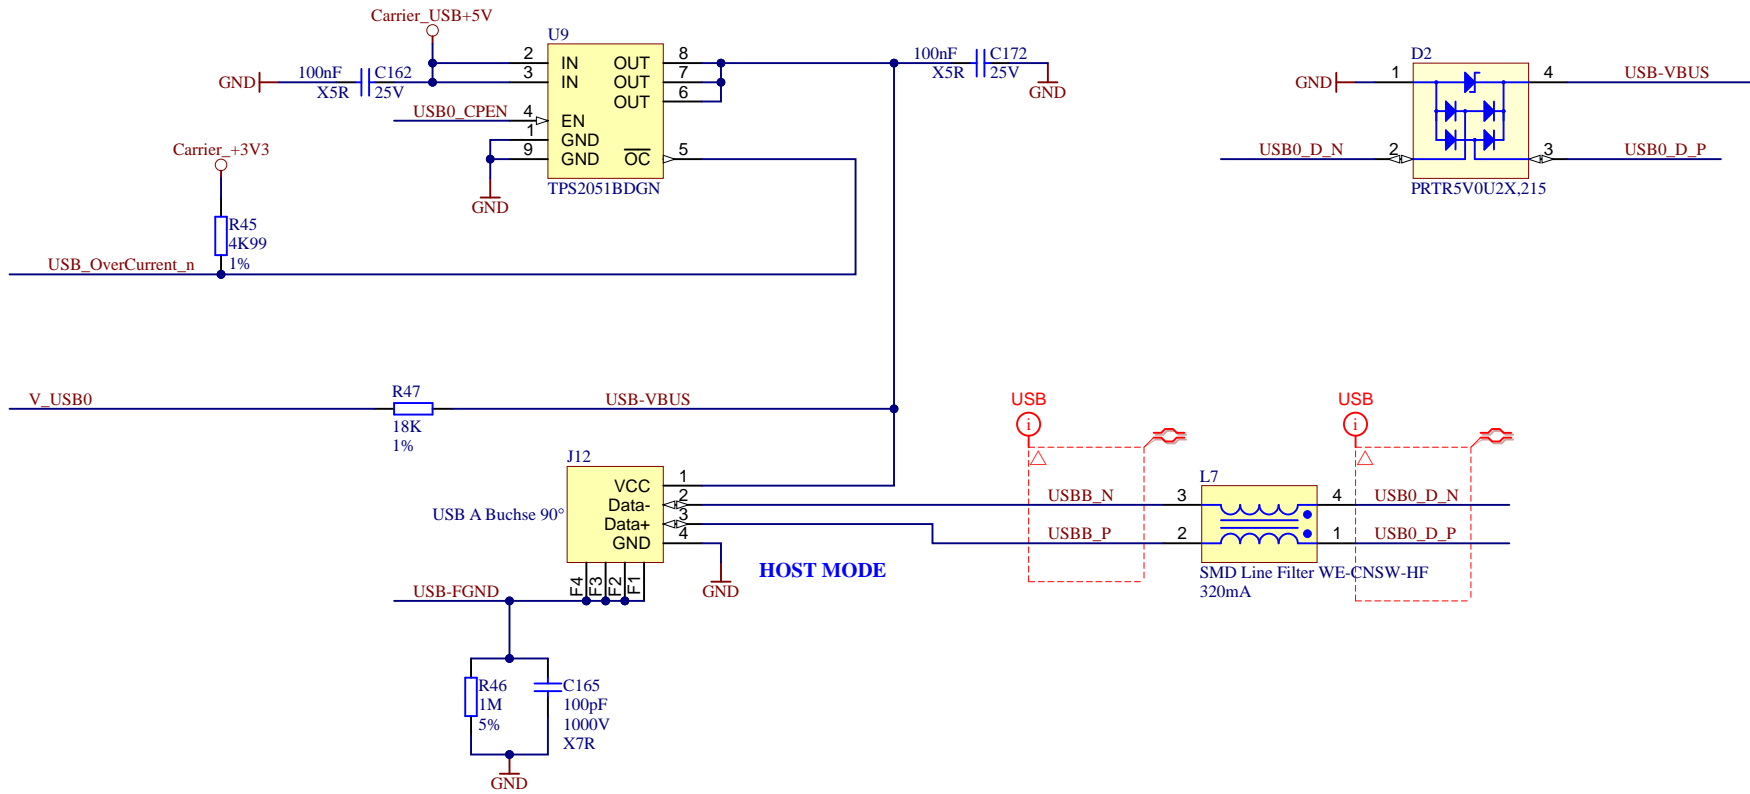 Carrier_USB+5V
U9
GND
100nF
X5R
C162
25V
2
3
4
1
9
IN
IN
EN
GND
GND
OUT
OUT
OUT
OC
8
7
6
5
TPS2051BDGN
USB0_CPEN
GND
100nF
X5R
C172
25V
GND
D2
GND
1
4
USB-VBUS
USB0_D_N
2
3
USB0_D_P
PRTR5V0U2X,215
Carrier_+3V3
R45
4K99
1%
USB_OverCurrent_n
V_USB0
R47
18K
1%
USB-VBUS
J12
USB A Buchse 90°
VCC
Data-
Data+
GND
1
2
3
4
F4
F3
F2
F1
GND
HOST MODE
USB
i
USB
i
USBB_N
USBB_P
L7
3
2
4
1
USB0_D_N
USB0_D_P
SMD Line Filter WE-CNSW-HF
320mA
USB-FGND
R46
1M
5%
C165
100pF
1000V
X7R
GND